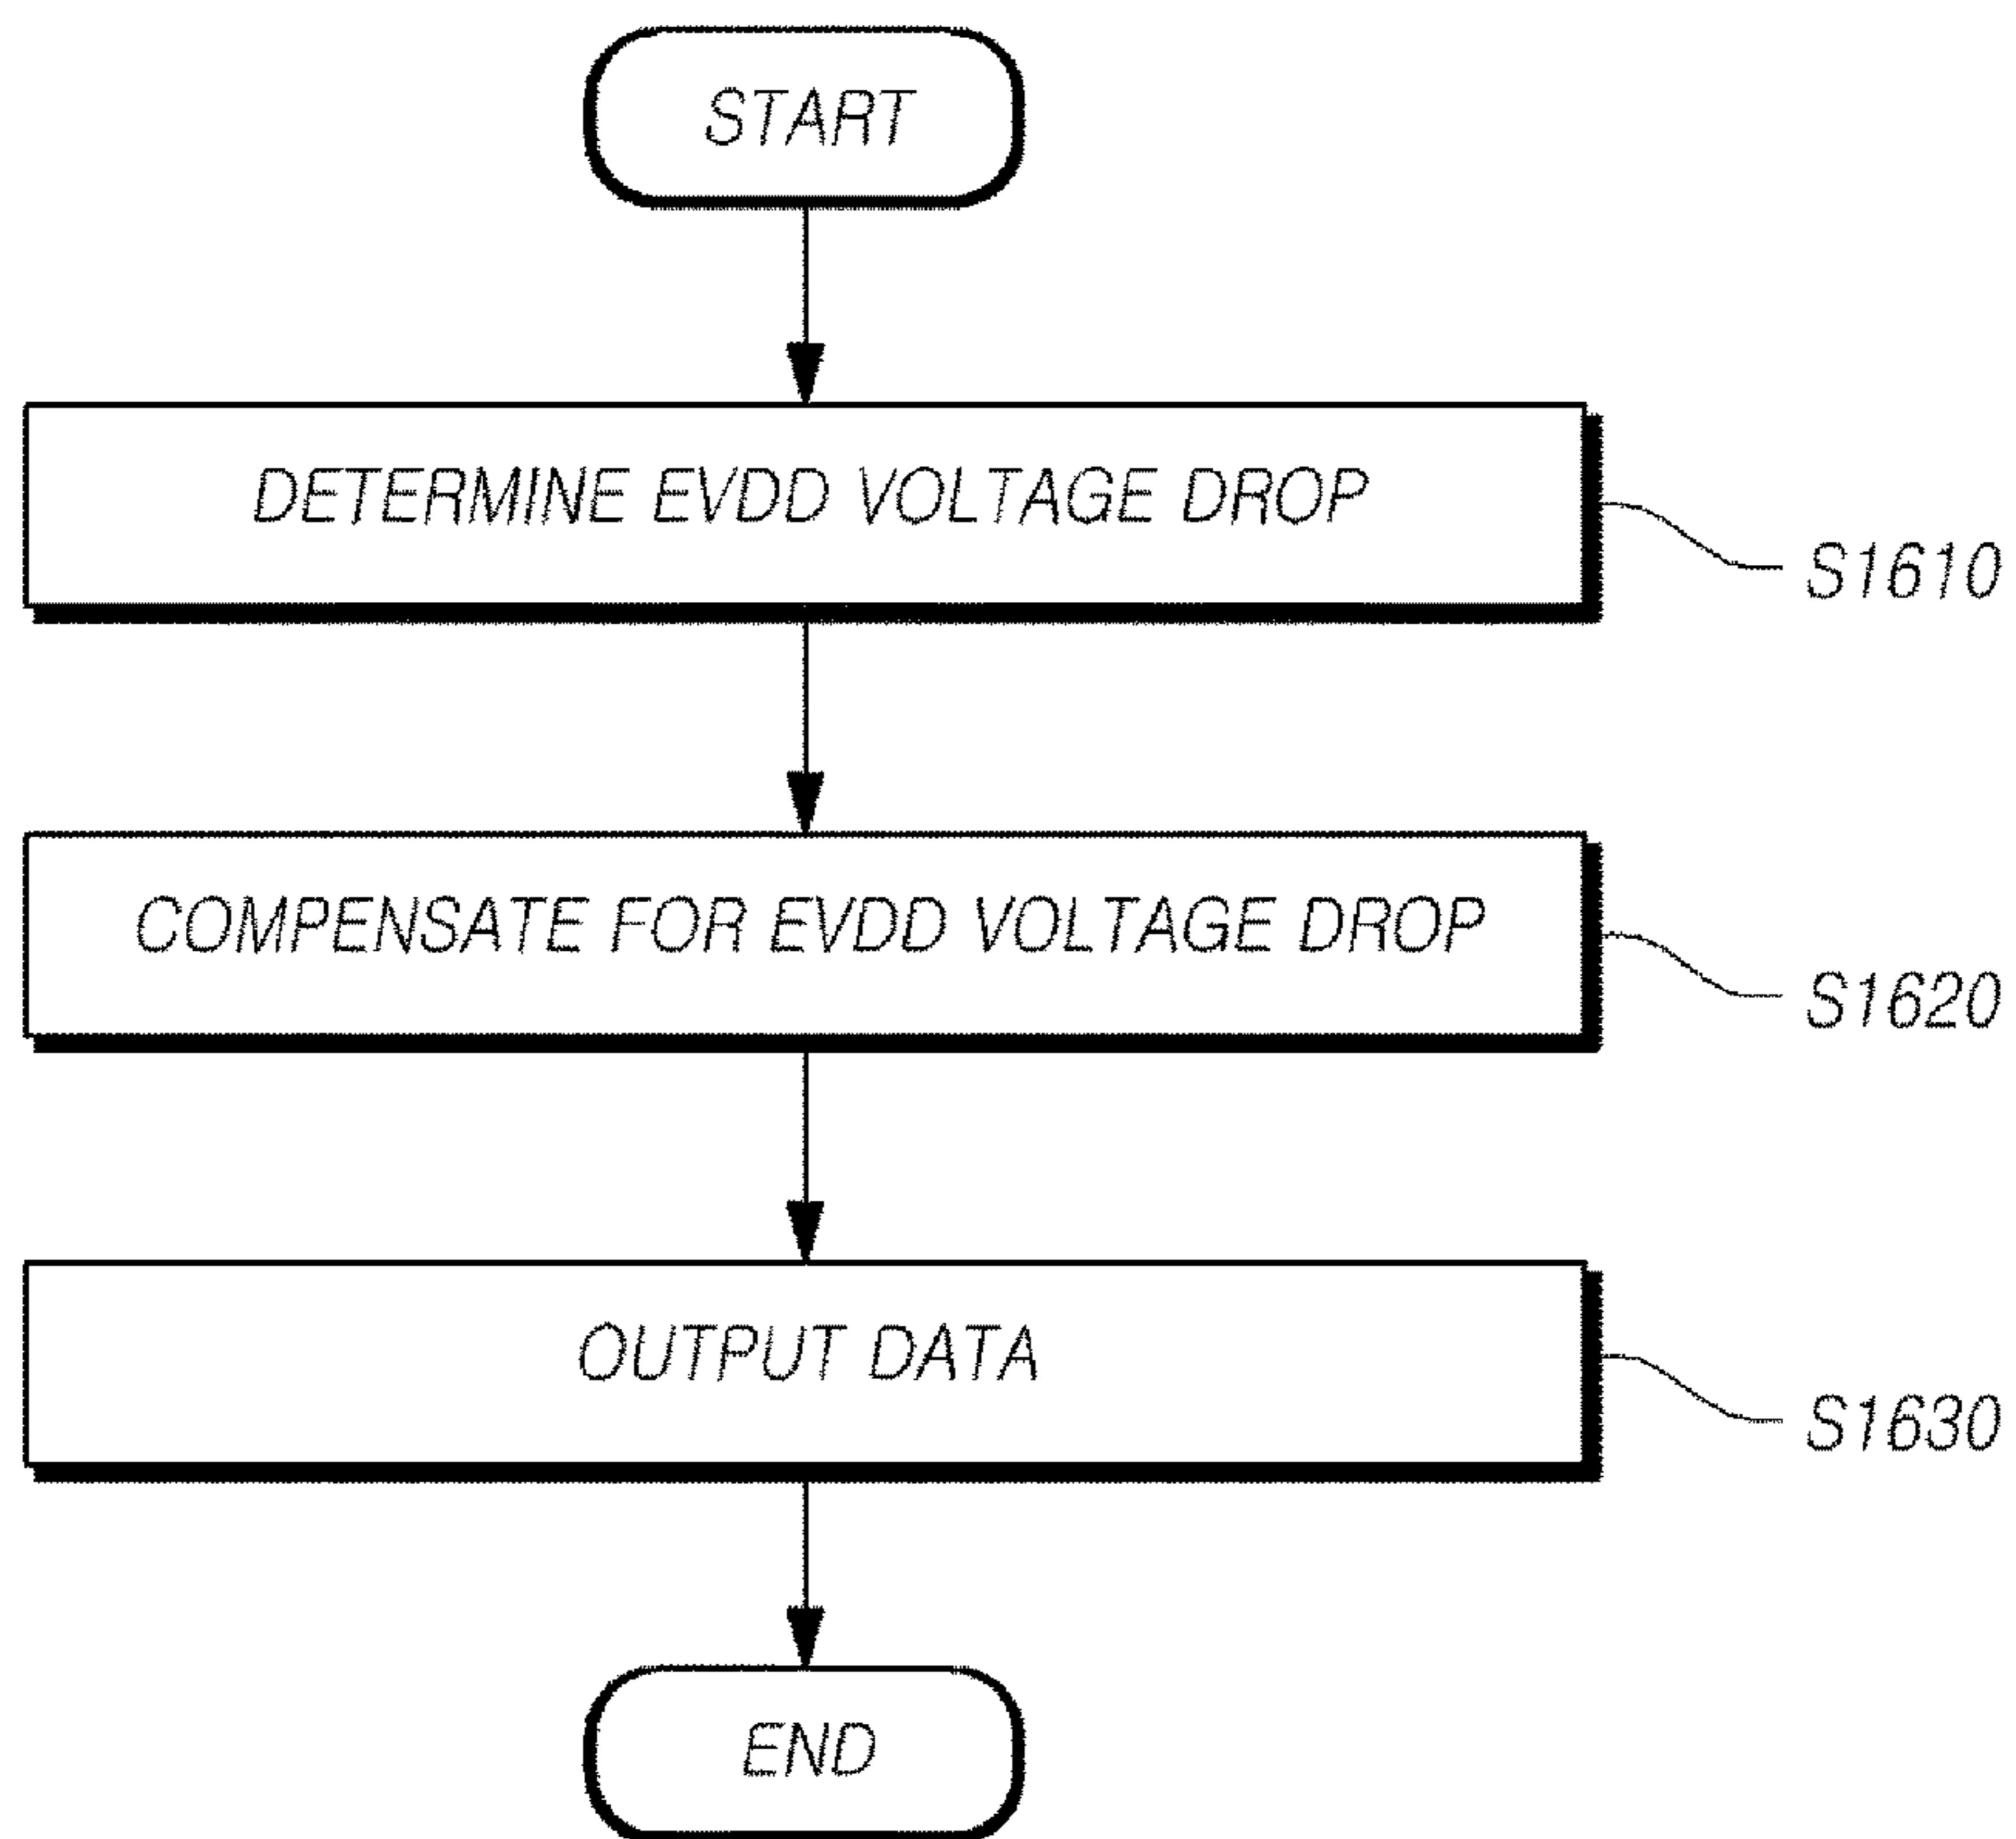 START
DETERMINE EVDD VOLTAGE DROP
S1610
COMPENSATE FOR EVDD VOLTAGE DROP
S1620
OUTPUT DATA
S1630
END